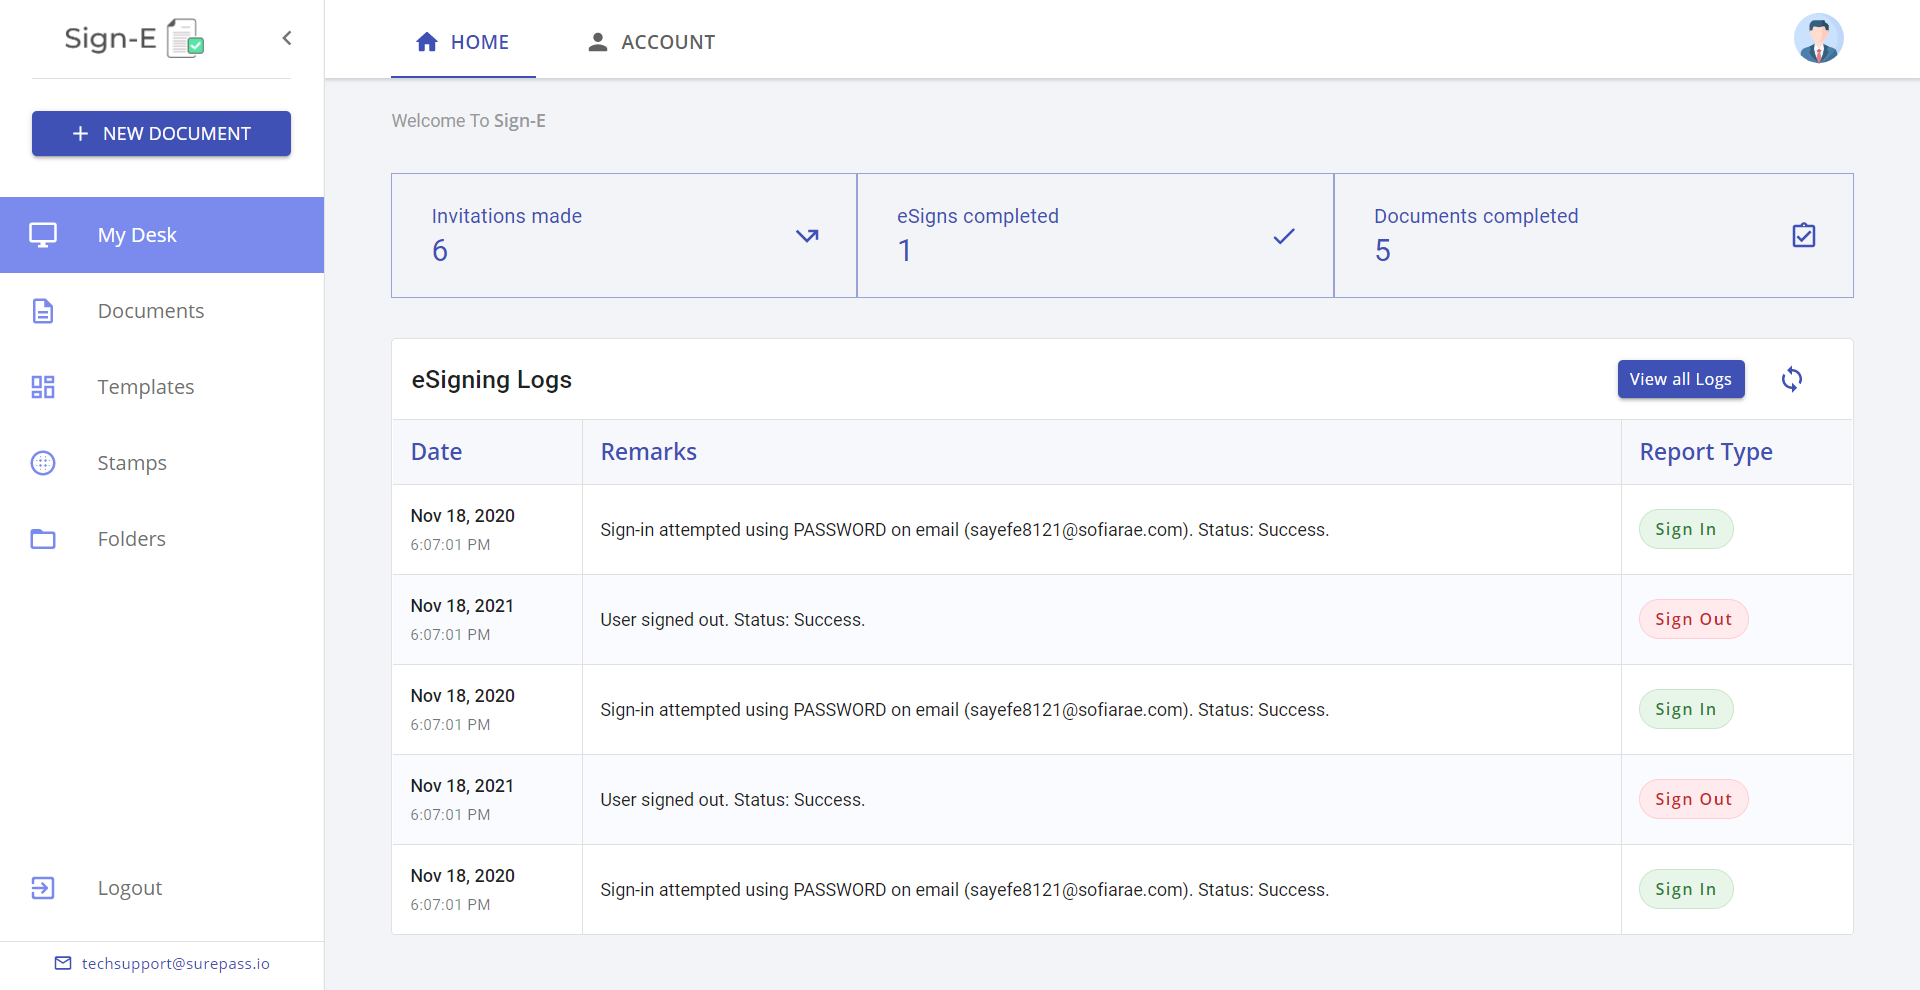 Sign-E
NEW DOCUMENT
My Desk
Documents
Templates
Stamps
Folders
Logout
techsupport@surepass.io
HOME
ACCOUNT
Welcome To Sign-E
Invitations made
6
eSigns completed
1
Documents completed
5
eSigning Logs
View all Logs
Date
Remarks
Report Type
Nov 18, 2020
6:07:01 PM
Sign-in attempted using PASSWORD on email (sayefe8121@sofiarae.com). Status: Success.
Sign In
Nov 18, 2021
6:07:01 PM
User signed out. Status: Success.
Sign Out
Nov 18, 2020
6:07:01 PM
Sign-in attempted using PASSWORD on email (sayefe8121@sofiarae.com). Status: Success.
Sign In
Nov 18, 2021
6:07:01 PM
User signed out. Status: Success.
Sign Out
Nov 18, 2020
6:07:01 PM
Sign-in attempted using PASSWORD on email (sayefe8121@sofiarae.com). Status: Success.
Sign In